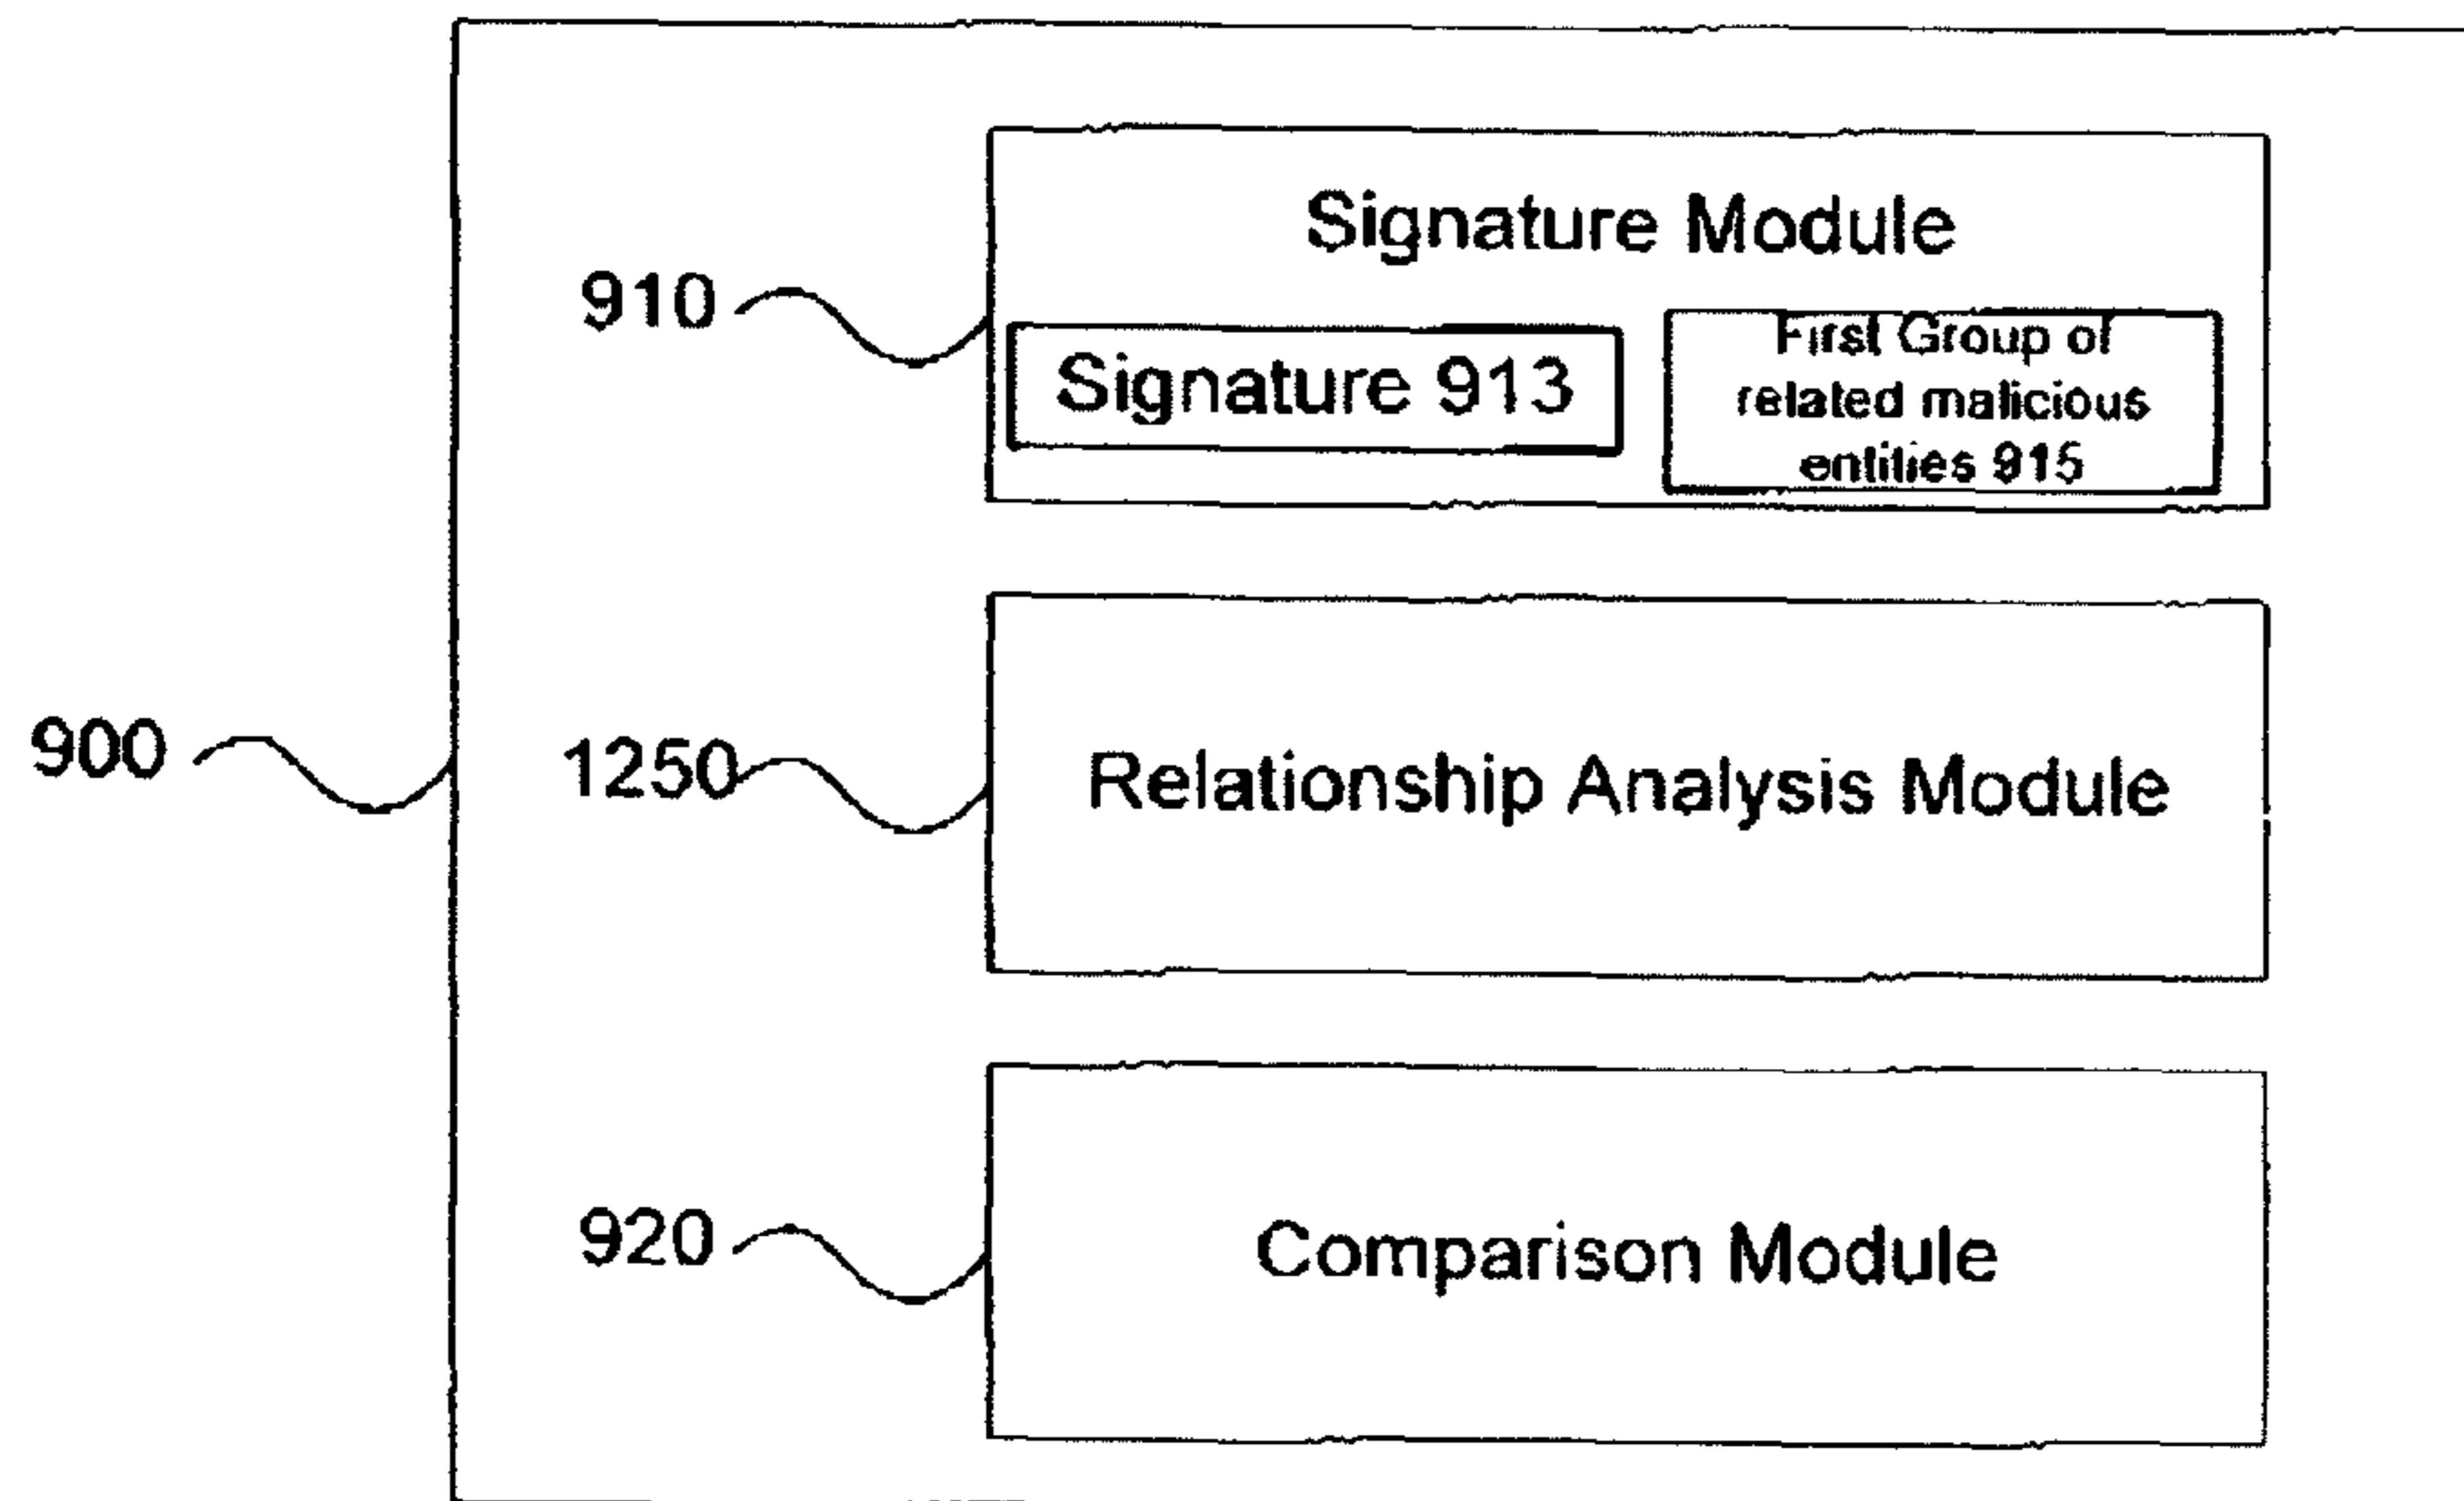 Signature Module
910
Signature 913
First Group of
related malicious
entities 915
900
1250
Relationship Analysis Module
920
Comparison Module